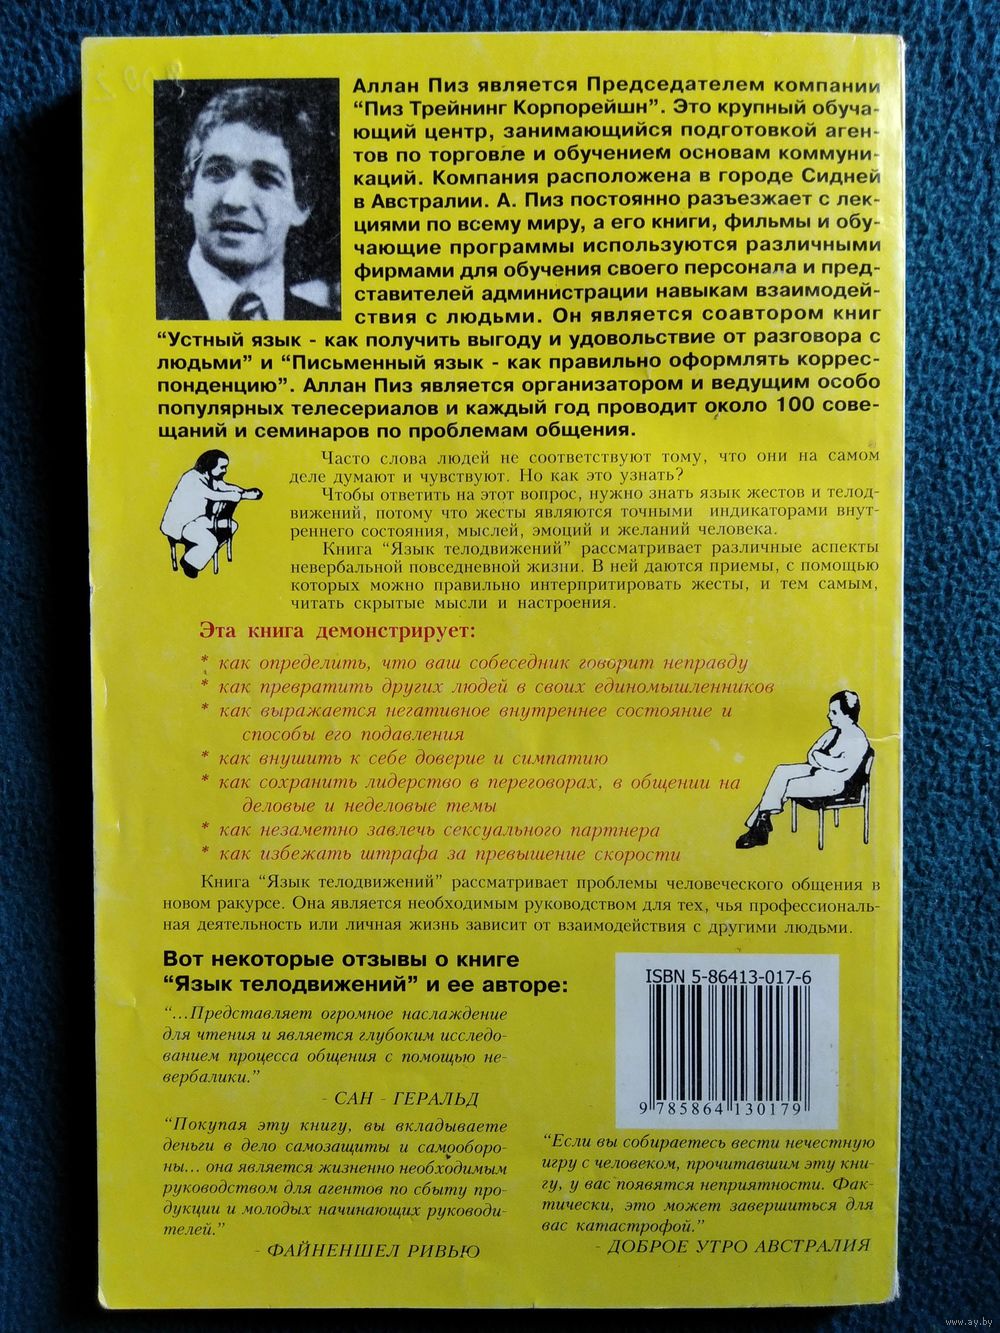 Аллан Пиз является Председателем компании
“Пиз Трейнинг Корпорейшн”. Это крупный обуча-
ющий центр, занимающийся подготовкой аген-
тов по торговле и обучением основам коммуни-
каций. Компания расположена в городе Сидней
в Австралии. А. Пиз постоянно разъезжает с лек-
циями по всему миру, а его книги, фильмы и обу-
чающие программы используются различными
фирмами для обучения своего персонала и пред-
ставителей администрации навыкам взаимодей-
ствия с людьми. Он является соавтором книг
“Устный язык - как получить выгоду и удовольствие от разговора с
людьми” и “Письменный язык - как правильно оформлять коррес-
понденцию”. Аллан Пиз является организатором и ведущим особо
популярных телесериалов и каждый год проводит около 100 сове-
щаний и семинаров по проблемам общения.
Часто слова людей не соответствуют тому, что они на самом
деле думают и чувствуют. Но как это узнать?
Чтобы ответить на этот вопрос, нужно знать язык жестов и телод-
вижений, потому что жесты являются точными индикаторами внут-
реннего состояния, мыслей, эмоций и желаний человека.
Книга “Язык телодвижений” рассматривает различные аспекты
невербальной повседневной жизни. В ней даются приемы, с помощью
которых можно правильно интерпритировать жесты, и тем самым,
читать скрытые мысли и настроения.
Эта книга демонстрирует:
* как определить, что ваш собеседник говорит неправду
* как превратить других людей в своих единомышленников
* как выражается негативное внутреннее состояние и
способы его подавления
* как внушить к себе доверие и симпатию
* как сохранить лидерство в переговорах, в общении на
деловые и неделовые темы
* как незаметно завлечь сексуального партнера
* как избежать штрафа за превышение скорости
Книга “Язык телодвижений” рассматривает проблемы человеческого общения в
новом ракурсе. Она является необходимым руководством для тех, чья профессиональ-
ная деятельность или личная жизнь зависит от взаимодействия с другими людьми.
Вот некоторые отзывы о книге
“Язык телодвижений” и ее авторе:
“...Представляет огромное наслаждение
для чтения и является глубоким исследо-
ванием процесса общения с помощью не-
вербалики.”
- САН - ГЕРАЛЬД
“Покупая эту книгу, вы вкладываете
деньги в дело самозащиты и самооборо-
ны... она является жизненно необходимым
руководством для агентов по сбыту про-
дукции и молодых начинающих руководи-
телей.”
- ФАЙНЕНШЕЛ РИВЬЮ
ISBN 5-86413-017-6
9 785864 130179
“Если вы собираетесь вести нечестную
игру с человеком, прочитавшим эту кни-
гу, у вас появятся неприятности. Фак-
тически, это может завершиться для
вас катастрофой.”
- ДОБРОЕ УТРО АВСТРАЛИЯ
www.ay.by